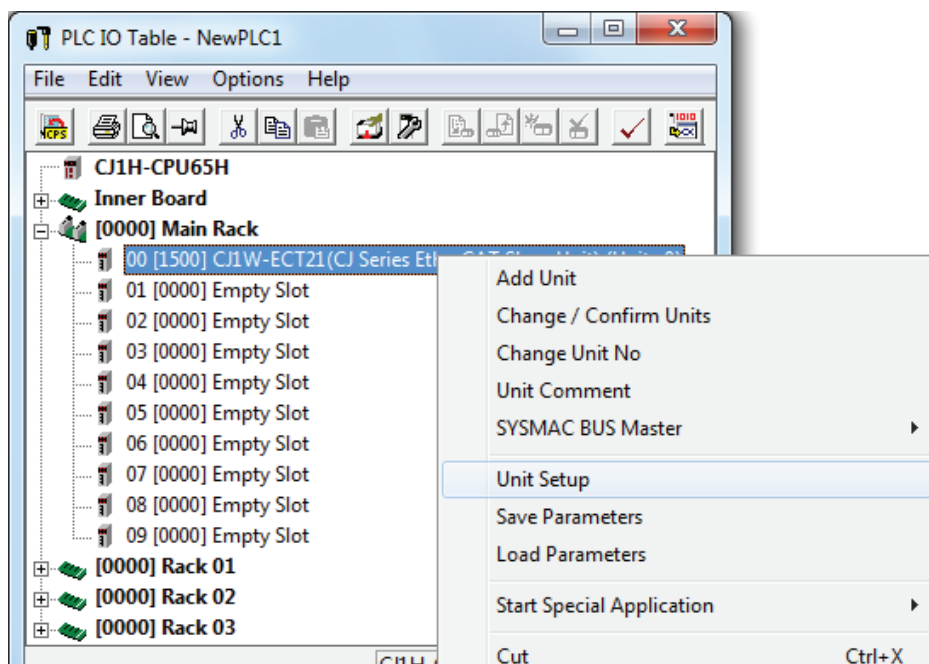 PLC IO Table - NewPLC1
File Edit View Options Help
CPS
1010
CJ1H-CPU65H
Inner Board
[0000] Main Rack
00 [1500] CJ1W-ECT21(CJ Series
Add Unit
01 [0000] Empty Slot
Change / Confirm Units
02 [0000] Empty Slot
Change Unit No
03 [0000] Empty Slot
Unit Comment
04 [0000] Empty Slot
SYSMAC BUS Master
05 [0000] Empty Slot
06 [0000] Empty Slot
Unit Setup
07 [0000] Empty Slot
Save Parameters
08 [0000] Empty Slot
Load Parameters
09 [0000] Empty Slot
[0000] Rack 01
[0000] Rack 02
Start Special Application
[0000] Rack 03
Cut Ctrl+X